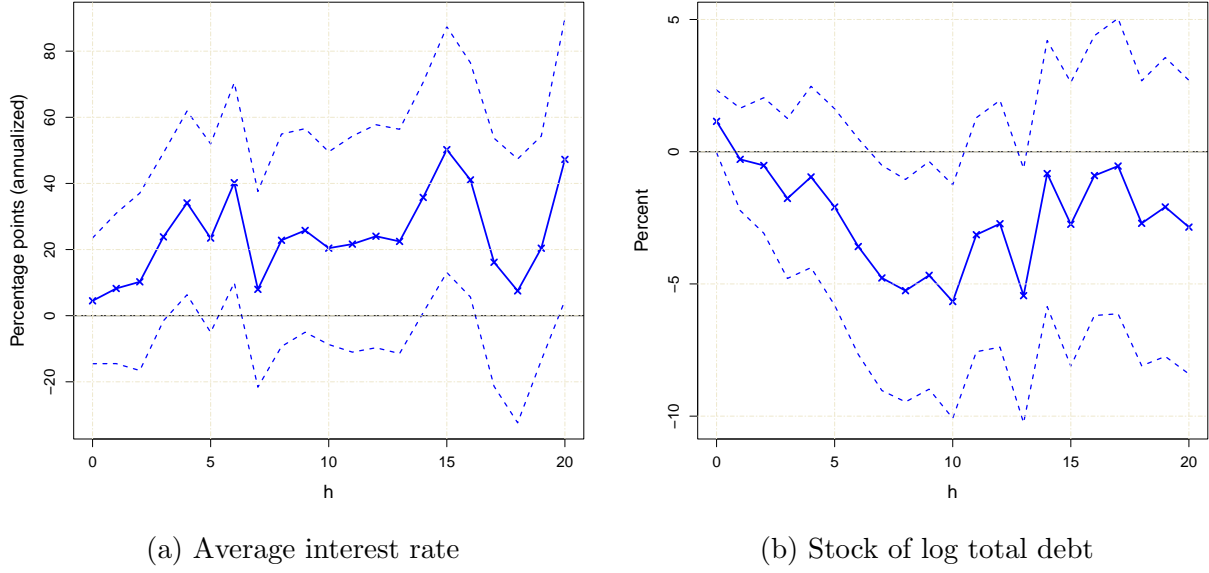 Percentage points (annualized)
80
60
40
20
0
−20
0 5 10 15 20
h
(a) Average interest rate
Percent
5
0
−5
−10
0 5 10 15 20
h
(b) Stock of log total debt